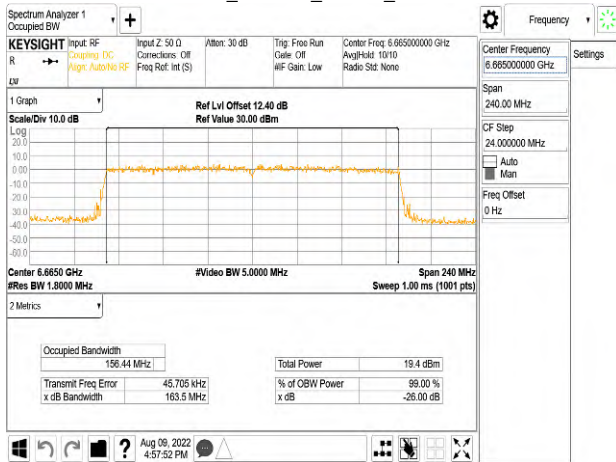 Spectrum Analyzer 1
Occupied BW
+
Frequency
KEYSIGHT
R
Input: RF
Coupling: DC
Align: Auto/No RF
Input Z: 50 Ω
Corrections: Off
Freq Ref: Int (S)
Atten: 30 dB
Trig: Free Run
Gate: Off
#IF Gain: Low
Center Freq: 6.665000000 GHz
Avg|Hold: 10/10
Radio Std: None
Center Frequency
6.665000000 GHz
Settings
Span
240.00 MHz
CF Step
24.000000 MHz
Auto
Man
Freq Offset
0 Hz
1 Graph
Scale/Div 10.0 dB
Ref Lvl Offset 12.40 dB
Ref Value 30.00 dBm
Log
20.0
10.0
0.00
-10.0
-20.0
-30.0
-40.0
-50.0
-60.0
Center 6.6650 GHz
#Video BW 5.0000 MHz
Span 240 MHz
#Res BW 1.8000 MHz
Sweep 1.00 ms (1001 pts)
2 Metrics
Occupied Bandwidth
156.44 MHz
Total Power 19.4 dBm
Transmit Freq Error 45.705 kHz
% of OBW Power 99.00 %
x dB Bandwidth 163.5 MHz
x dB -26.00 dB
?
Aug 09, 2022
4:57:52 PM